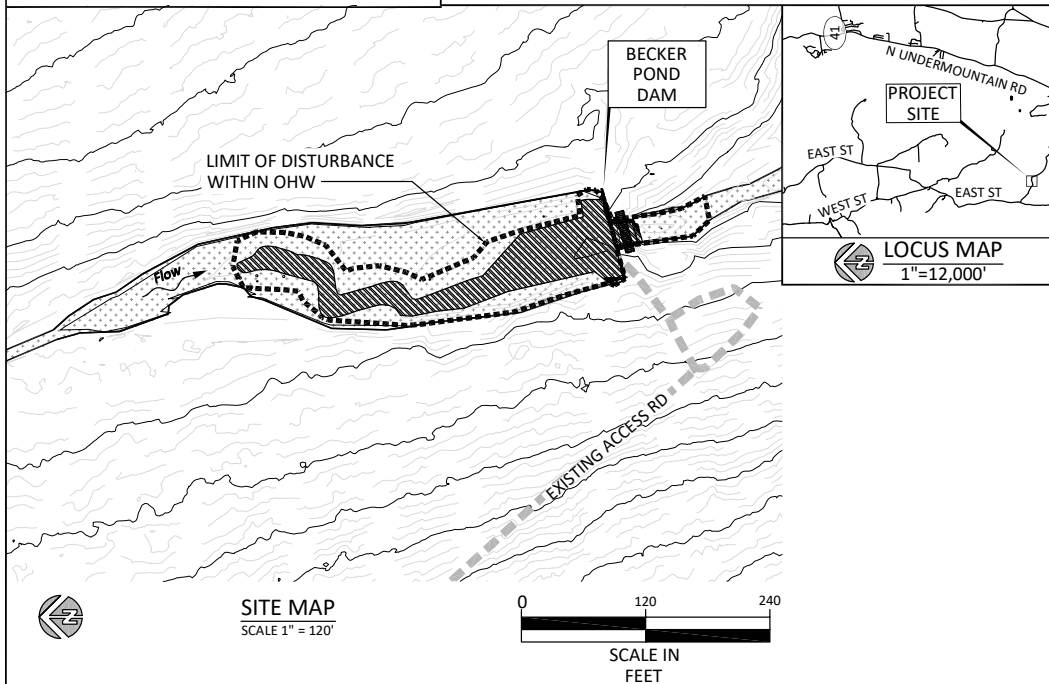 BECKER
POND
DAM
LIMIT OF DISTURBANCE
WITHIN OHW
Flow
EXISTING ACCESS RD
SITE MAP
SCALE 1" = 120'
0 120 240
SCALE IN
FEET
41
N UNDERMOUNTAIN RD
PROJECT
SITE
EAST ST
WEST ST
EAST ST
Z
LOCUS MAP
1"=12,000'
Z